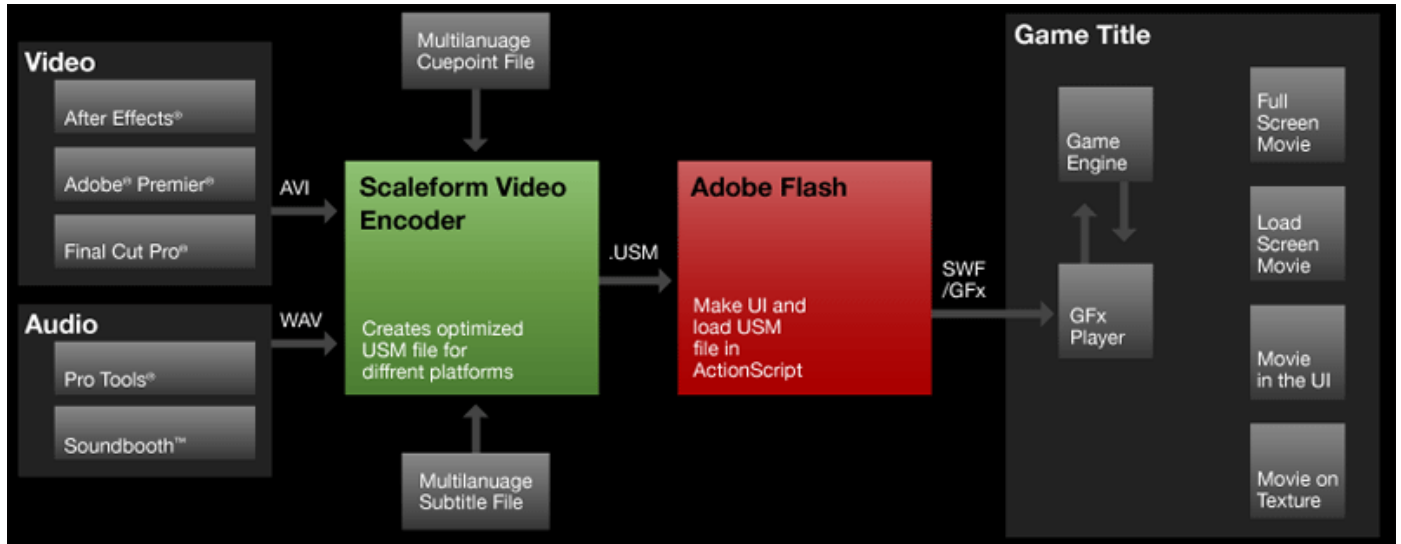 Video
After Effects®
Adobe® Premier®
Final Cut Pro®
Audio
Pro Tools®
Soundbooth™
AVI
WAV
Multilanuage
Cuepoint File
Scaleform Video
Encoder
Creates optimized
USM file for
diffrent platforms
Multilanuage
Subtitle File
.USM
Adobe Flash
Make UI and
load USM
file in
ActionScript
SWF
/GFx
Game Title
Game
Engine
GFx
Player
Full
Screen
Movie
Load
Screen
Movie
Movie
in the UI
Movie on
Texture